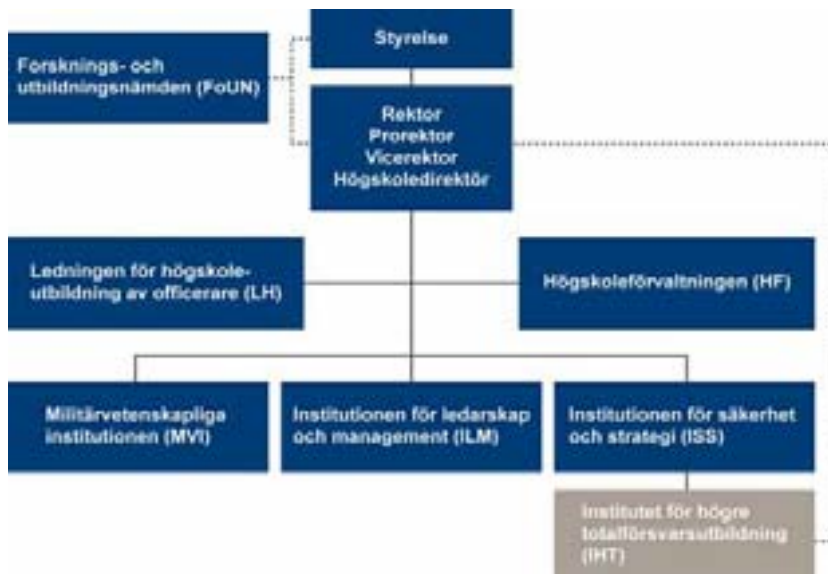 Styrelse
Forsknings- och
utbildningsnämden (FoUN)
Rektor
Prorektor
Vicerektor
Högskoledirektör
Ledningen för högskole-
utbildning av officerare (LH)
Högskoleförvaltningen (HF)
Militärvetenskapliga
institutionen (MVI)
Institutionen för ledarskap
och management (ILM)
Institutionen för säkerhet
och strategi (ISS)
Institutet för högre
totalförsvarsutbildning
(IHT)